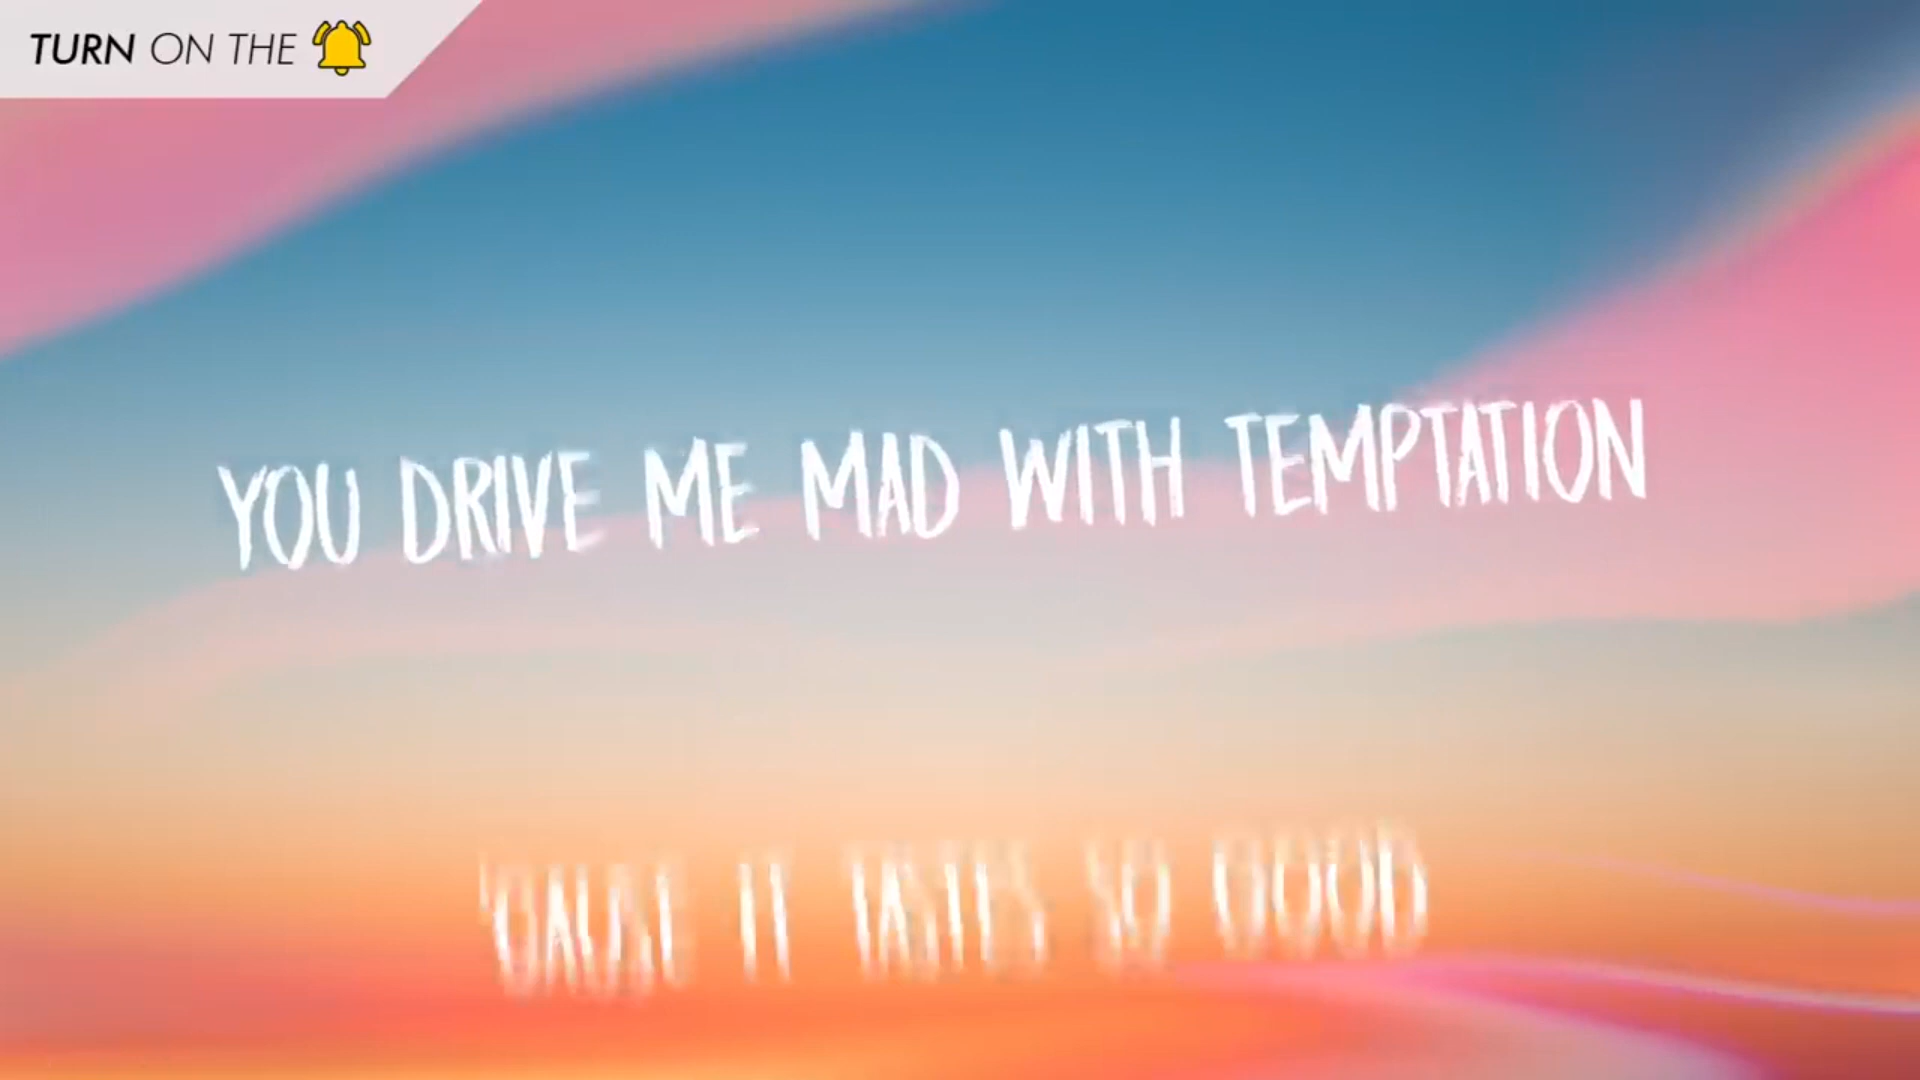 TURN ON THE
YOU DRIVE ME MAD WITH TEMPTATION
'CAUSE IT TASTES SO GOOD